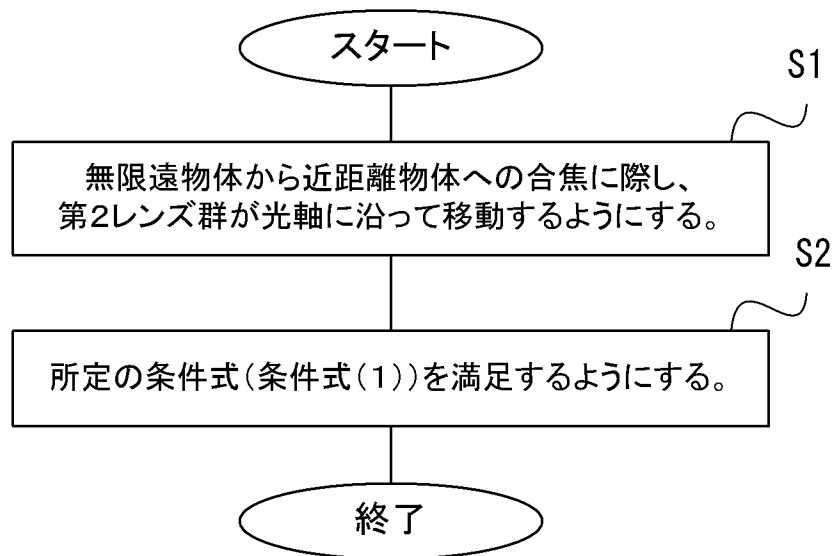 スタート
S1
無限遠物体から近距離物体への合焦に際し、
第2レンズ群が光軸に沿って移動するようにする。
S2
所定の条件式(条件式(1))を満足するようにする。
終了